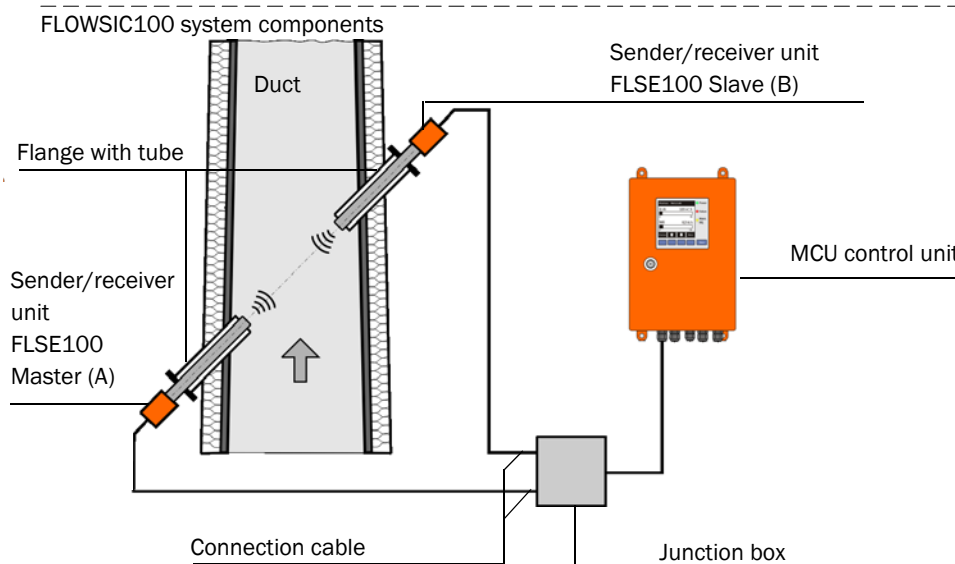 FLOWSIC100 system components
Sender/receiver unit
FLSE100 Slave (B)
Duct
Flange with tube
MCU control unit
Sender/receiver
unit
FLSE100
Master (A)
Connection cable
Junction box